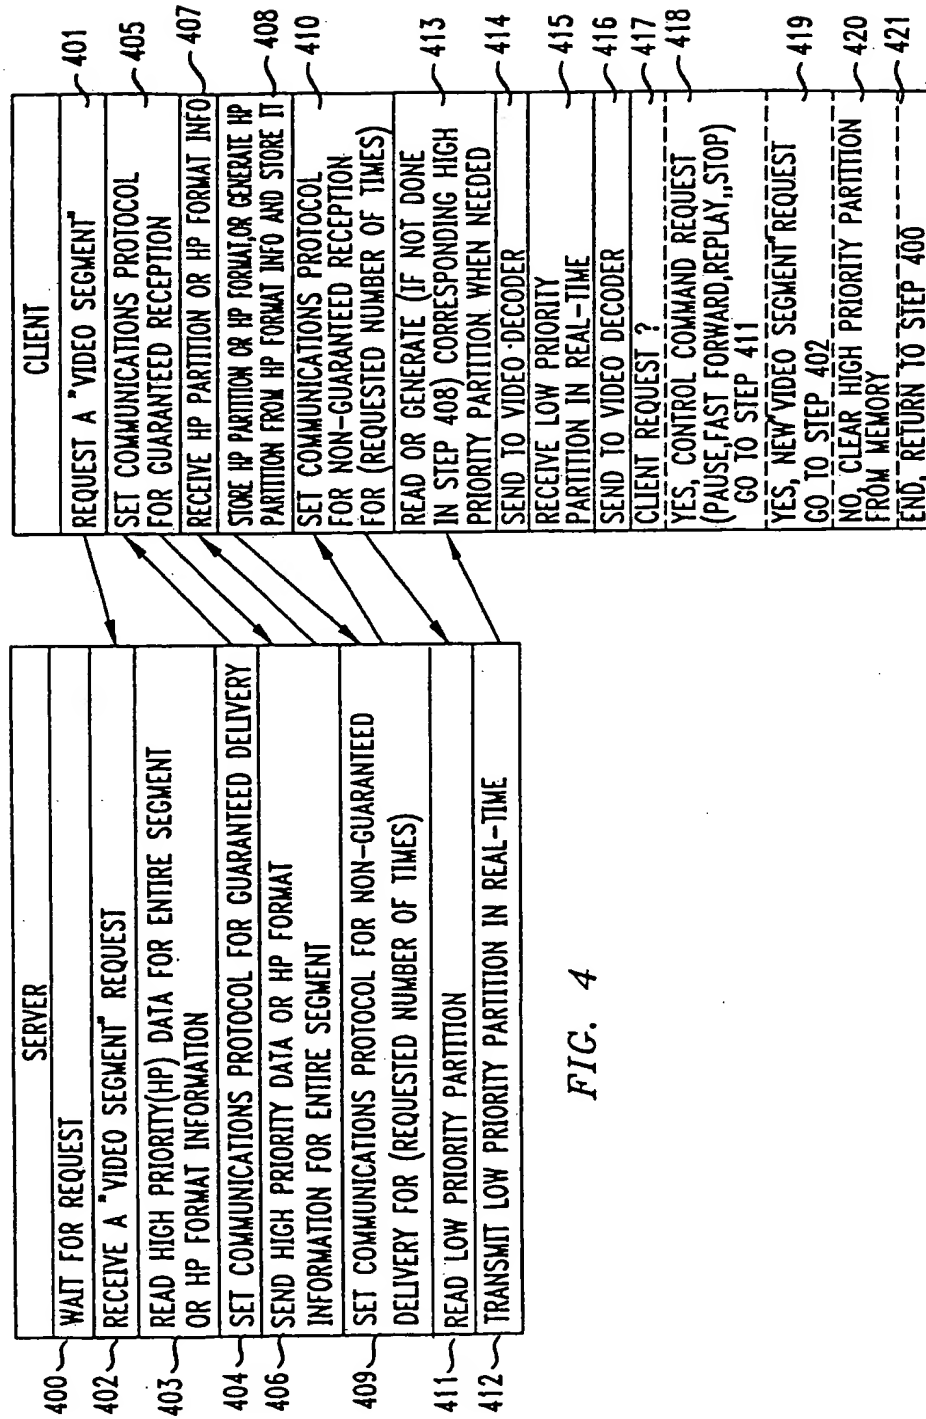 SERVER
400 WAIT FOR REQUEST
402 RECEIVE A "VIDEO SEGMENT" REQUEST
403 READ HIGH PRIORITY(HP) DATA FOR ENTIRE SEGMENT
OR HP FORMAT INFORMATION
404 SET COMMUNICATIONS PROTOCOL FOR GUARANTEED DELIVERY
406 SEND HIGH PRIORITY DATA OR HP FORMAT
INFORMATION FOR ENTIRE SEGMENT
409 SET COMMUNICATIONS PROTOCOL FOR NON-GUARANTEED
DELIVERY FOR (REQUESTED NUMBER OF TIMES)
411 READ LOW PRIORITY PARTITION
412 TRANSMIT LOW PRIORITY PARTITION IN REAL-TIME
CLIENT
REQUEST A "VIDEO SEGMENT" 401
SET COMMUNICATIONS PROTOCOL 405
FOR GUARANTED RECEPTION
RECEIVE HP PARTITION OR HP FORMAT INFO 407
STORE HP PARTITION OR HP FORMAT,OR GENERATE HP 408
PARTITION FROM HP FORMAT INFO AND STORE IT
SET COMMUNICATIONS PROTOCOL 410
FOR NON-GUARANTEED RECEPTION
FOR (REQUESTED NUMBER OF TIMES)
READ OR GENERATE (IF NOT DONE 413
IN STEP 408) CORRESPONDING HIGH
PRIORITY PARTITION WHEN NEEDED
SEND TO VIDEO DECODER 414
RECEIVE LOW PRIORITY 415
PARTITION IN REAL-TIME
SEND TO VIDEO DECODER 416
CLIENT REQUEST ? 417
YES, CONTROL COMMAND REQUEST 418
(PAUSE,FAST FORWARD,REPLAY,,STOP)
GO TO STEP 411
YES, NEW"VIDEO SEGMENT"REQUEST 419
GO TO STEP 402
NO, CLEAR HIGH PRIORITY PARTITION 420
FROM MEMORY
END, RETURN TO STEP 400 421
FIG. 4